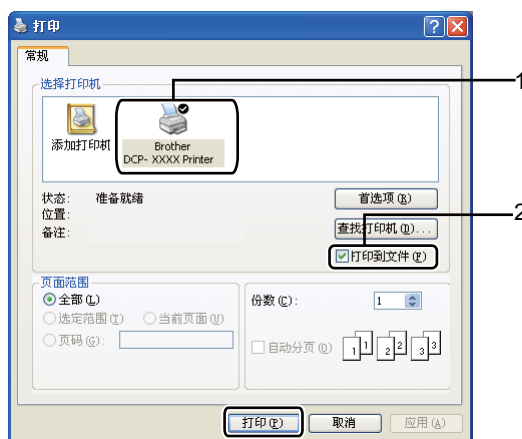 打印
常规
选择打印机
1
添加打印机
Brother
DCP- XXXX Printer
状态: 准备就绪
首选项(R)
位置:
2
备注:
查找打印机(D)...
打印到文件(F)
页面范围
全部(L)
份数(C): 1
选定范围(T) 当前页面(U)
页码(G):
自动分页(O)
1 1 2 2 3 3
打印(P) 取消 应用(A)